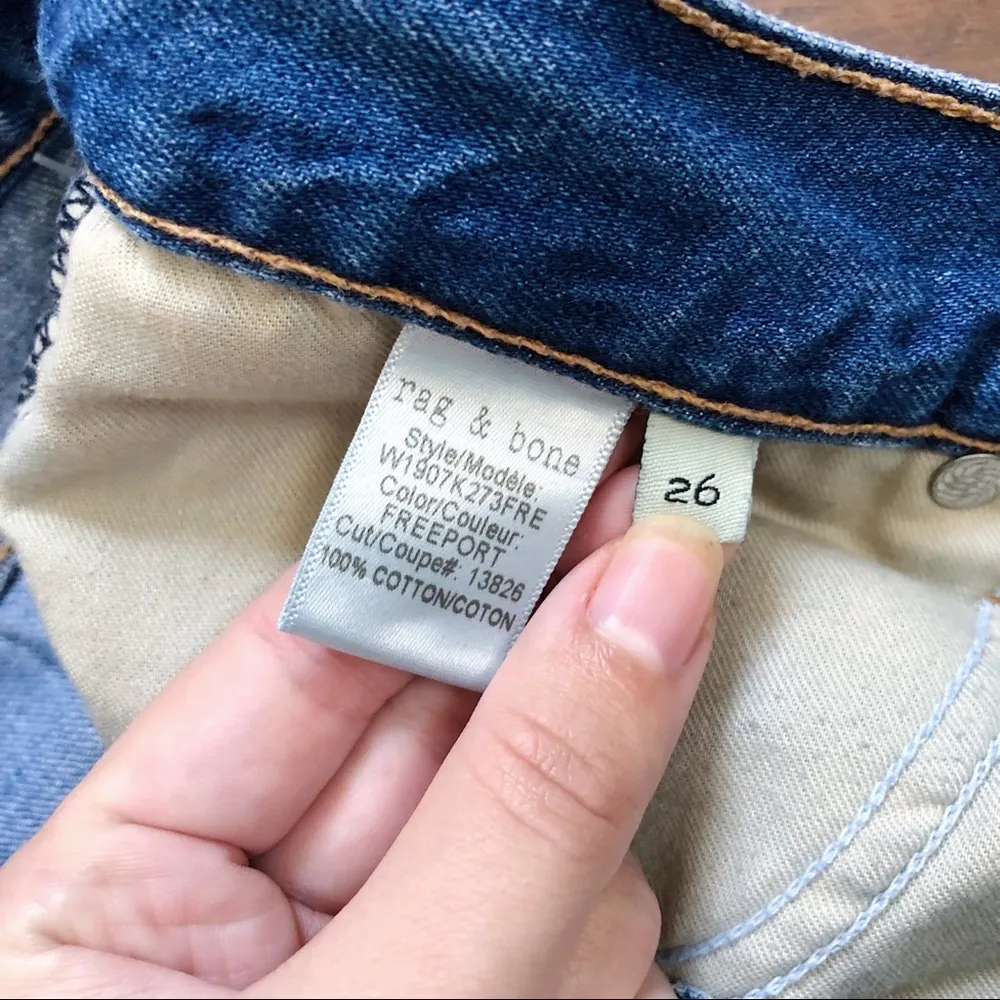 rag & bone
Style/Modèle:
W1907K273FRE
Color/Couleur:
FREEPORT
Cut/Coupe#: 13826
100% COTTON/COTON
26